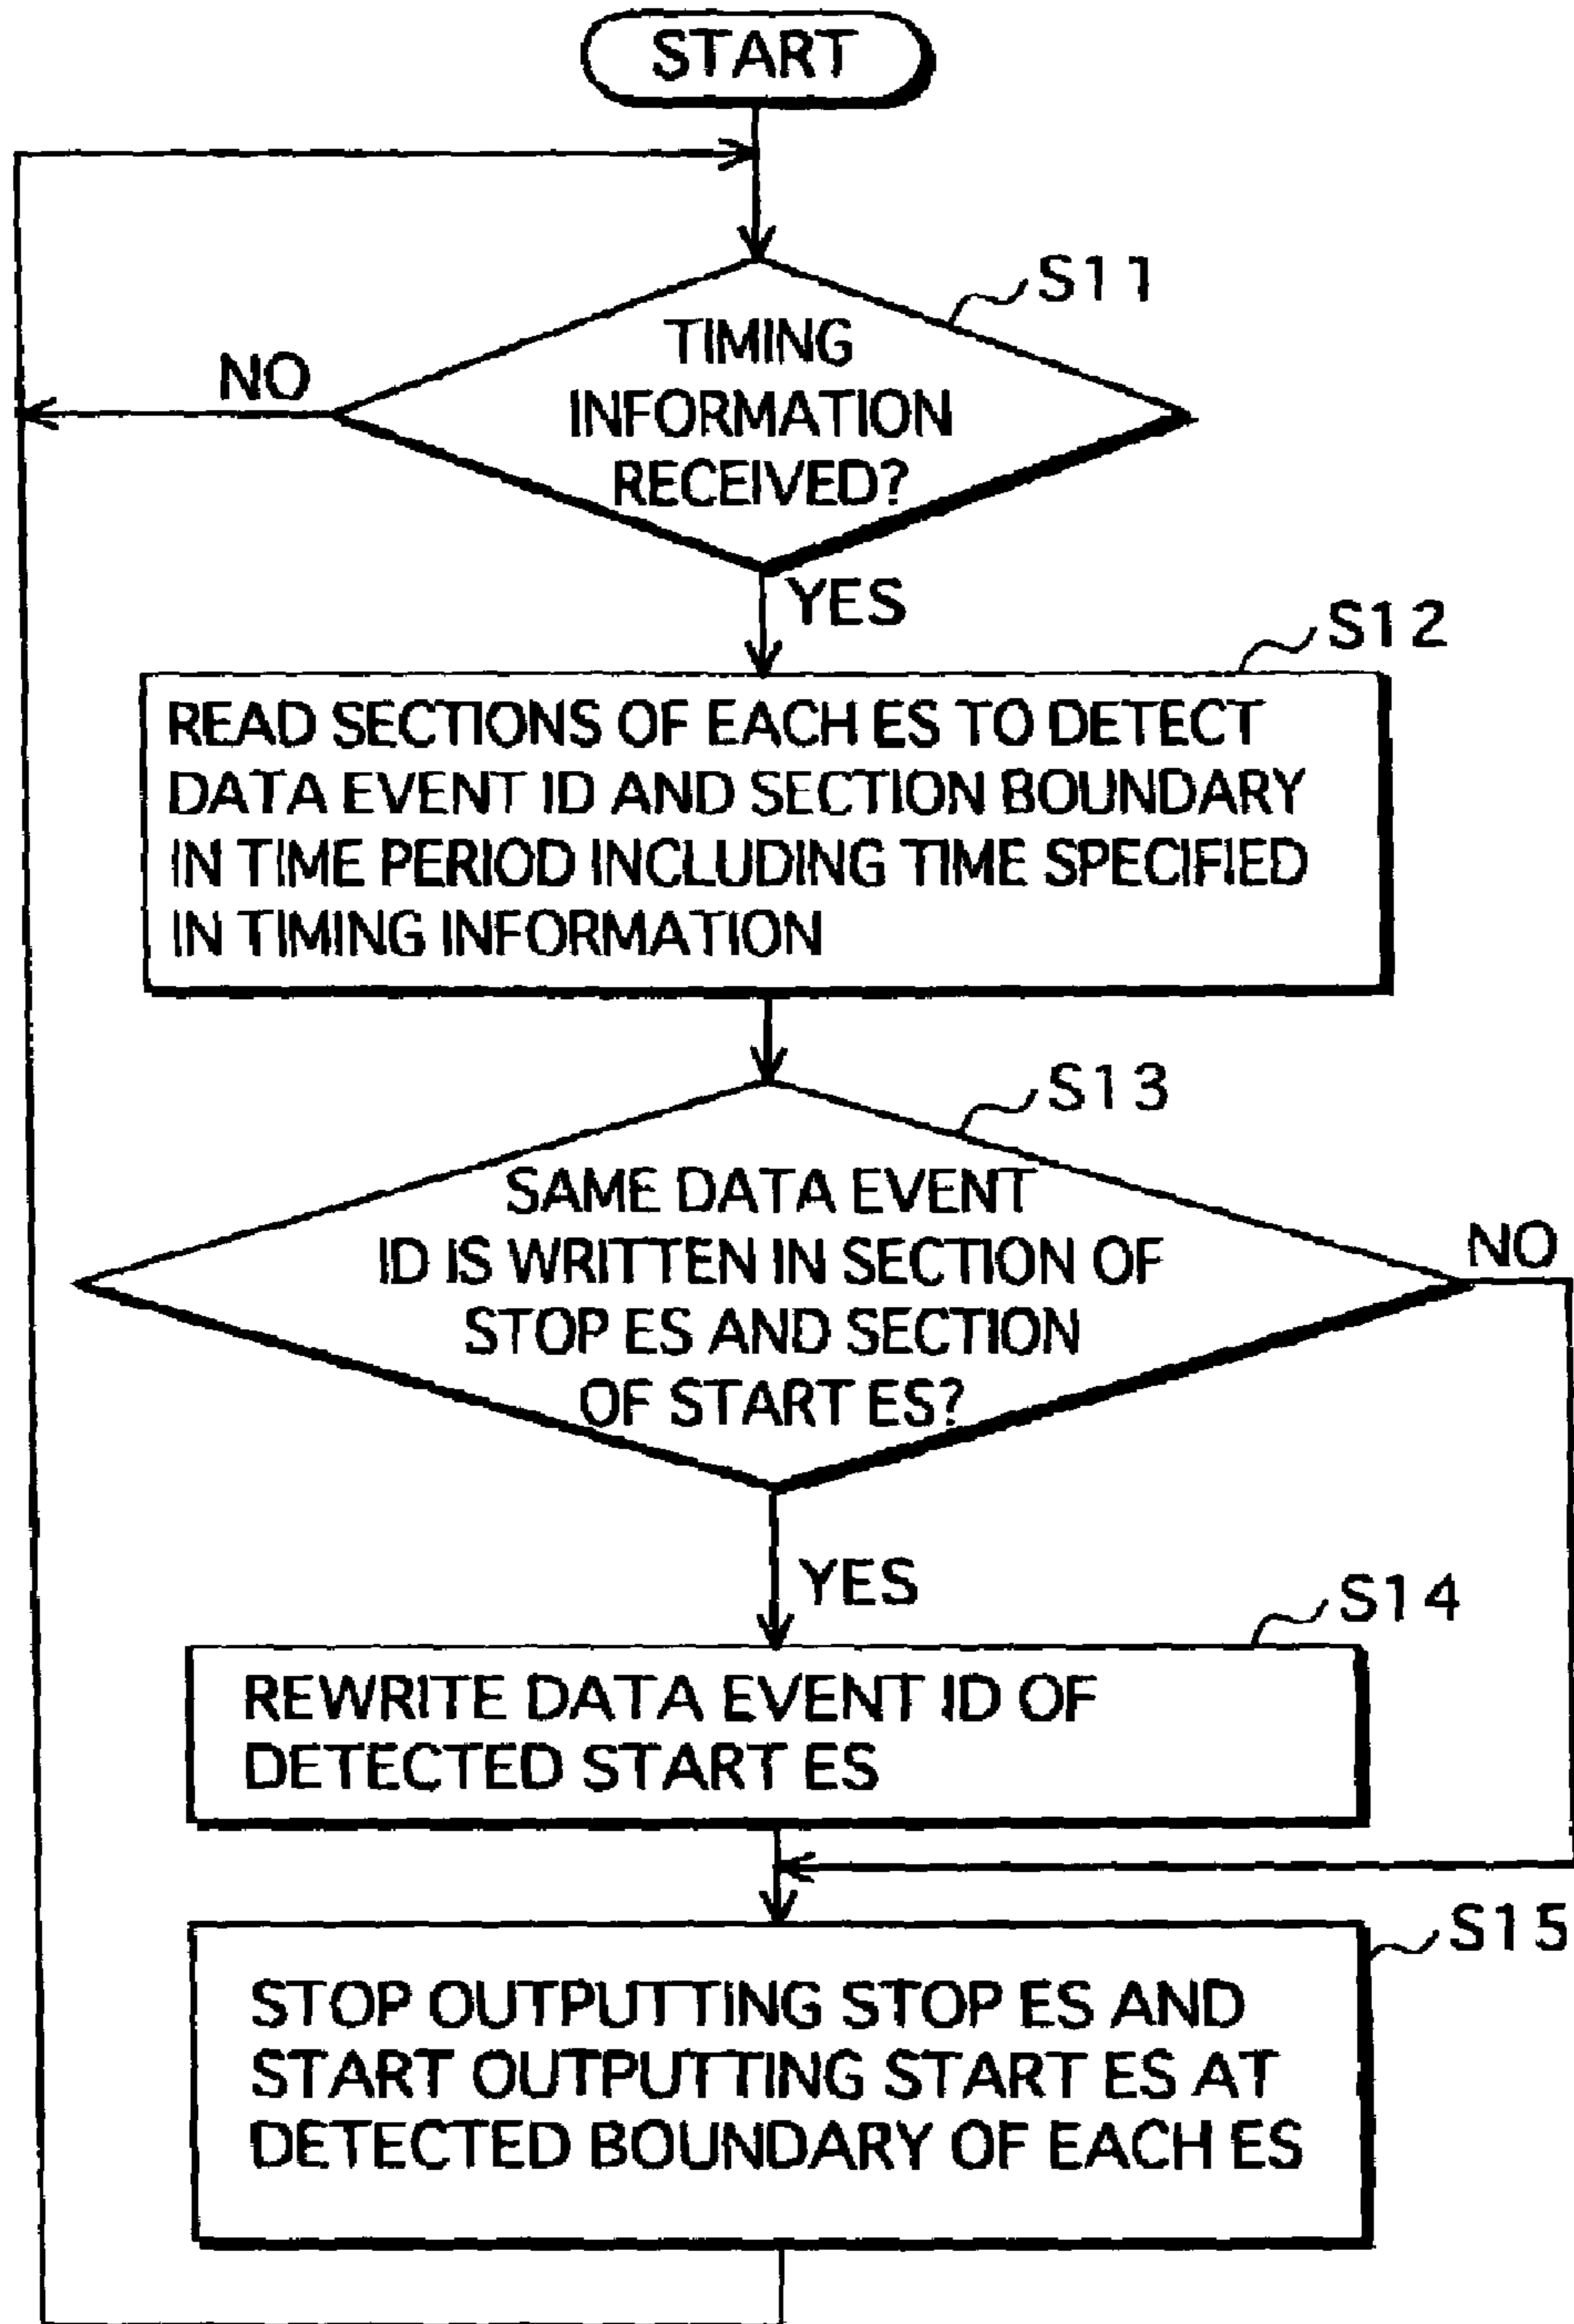 START
S11
TIMING
INFORMATION
RECEIVED?
NO
YES
S12
READ SECTIONS OF EACH ES TO DETECT
DATA EVENT ID AND SECTION BOUNDARY
IN TIME PERIOD INCLUDING TIME SPECIFIED
IN TIMING INFORMATION
S13
SAME DATA EVENT
ID IS WRITTEN IN SECTION OF
STOP ES AND SECTION
OF START ES?
NO
YES
S14
REWRITE DATA EVENT ID OF
DETECTED START ES
S15
STOP OUTPUTTING STOP ES AND
START OUTPUTTING START ES AT
DETECTED BOUNDARY OF EACH ES